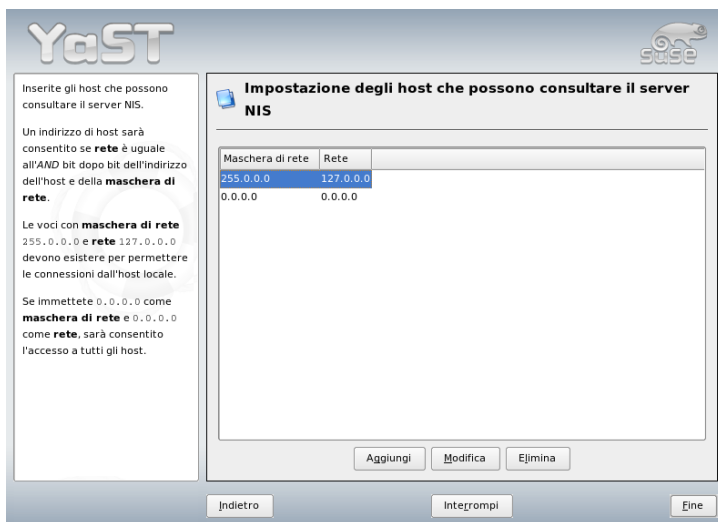 YaST
SUSE
Inserite gli host che possono
consultare il server NIS.
Un indirizzo di host sarà
consentito se rete è uguale
all'AND bit dopo bit dell'indirizzo
dell'host e della maschera di
rete.
Le voci con maschera di rete
255.0.0.0 e rete 127.0.0.0
devono esistere per permettere
le connessioni dall'host locale.
Se immettete 0.0.0.0 come
maschera di rete e 0.0.0.0
come rete, sarà consentito
l'accesso a tutti gli host.
Impostazione degli host che possono consultare il server
NIS
Maschera di rete Rete
255.0.0.0 127.0.0.0
0.0.0.0 0.0.0.0
Aggiungi Modifica Elimina
Indietro Interrompi Fine